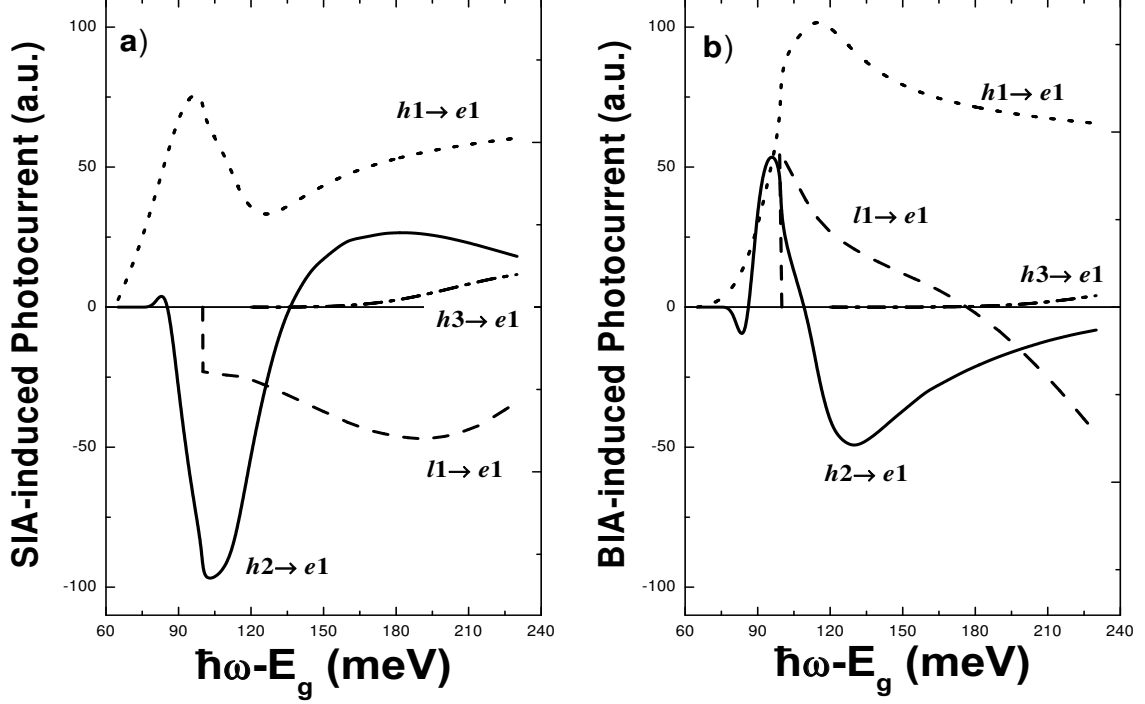 a)
SIA-induced Photocurrent (a.u.)
100
50
0
-50
-100
h1→ e1
h3→ e1
l1→ e1
h2→ e1
60 90 120 150 180 210 240
ħω-E_g (meV)
b)
BIA-induced Photocurrent (a.u.)
100
50
0
-50
-100
h1→ e1
l1→ e1
h3→ e1
h2→ e1
60 90 120 150 180 210 240
ħω-E_g (meV)